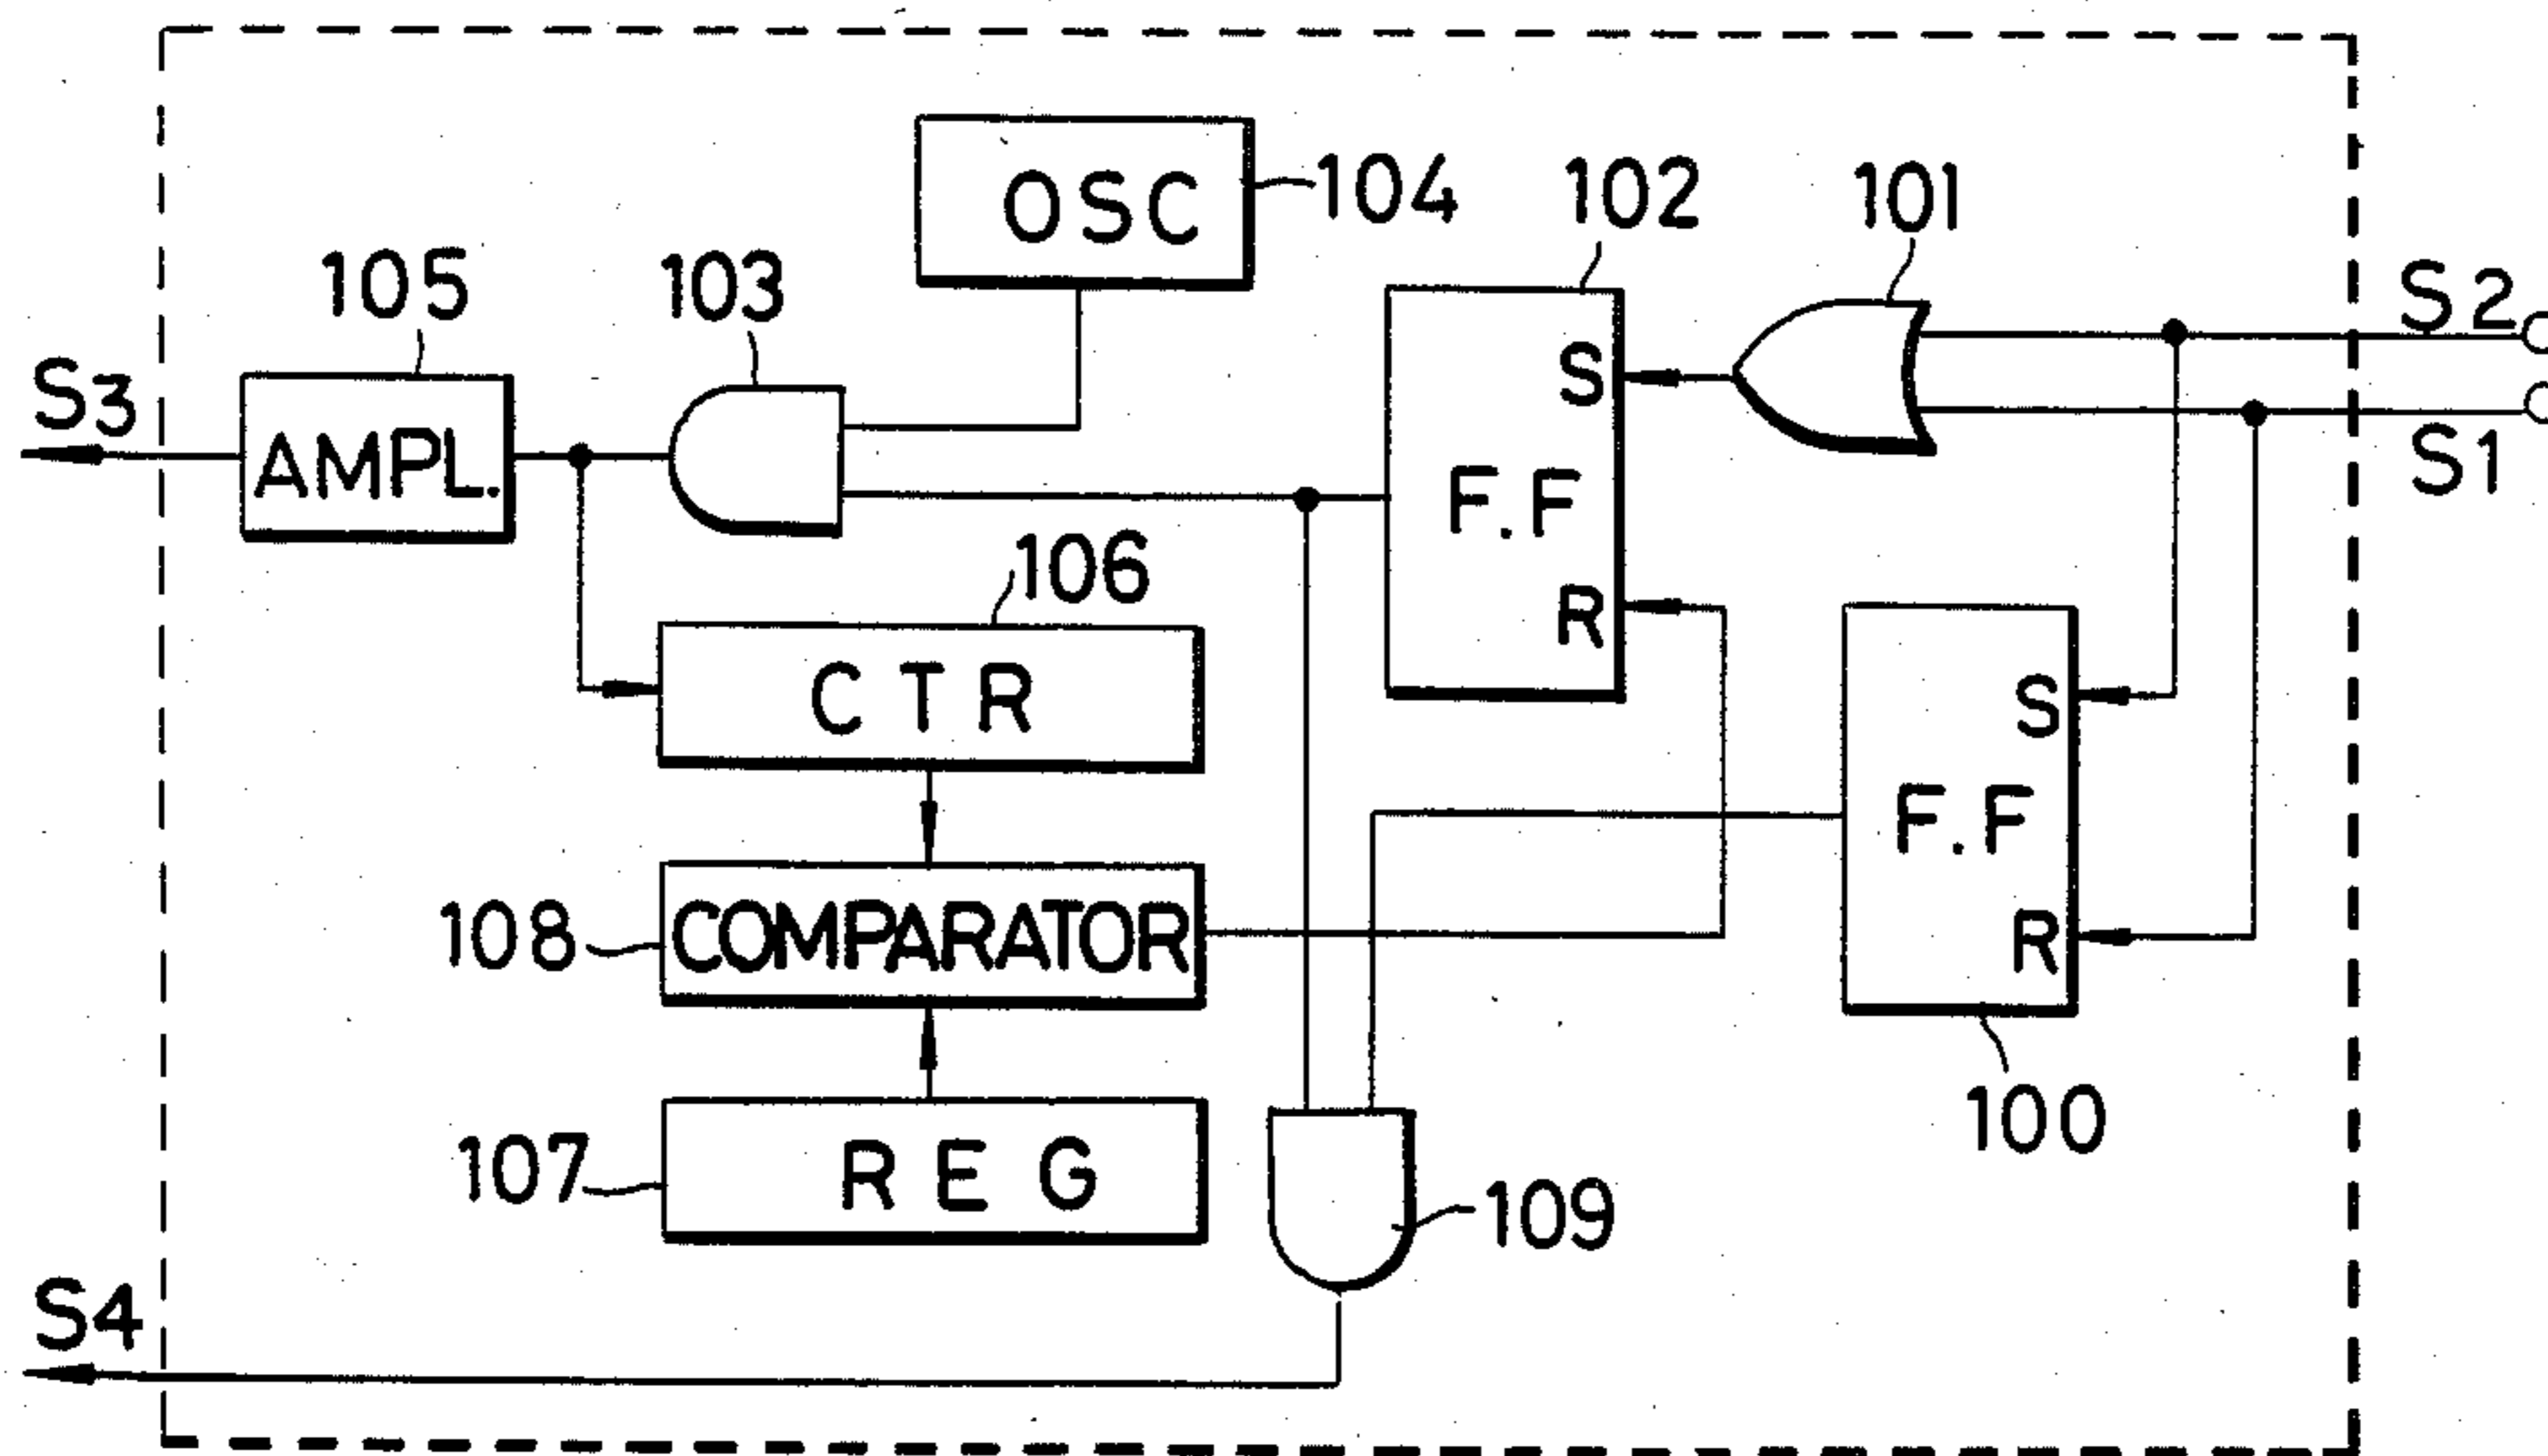 OSC
104
102
101
105
103
S2
S3
S
AMPL.
S1
F.F
106
R
CTR
S
F.F
108
COMPARATOR
R
100
107
REG
109
S4